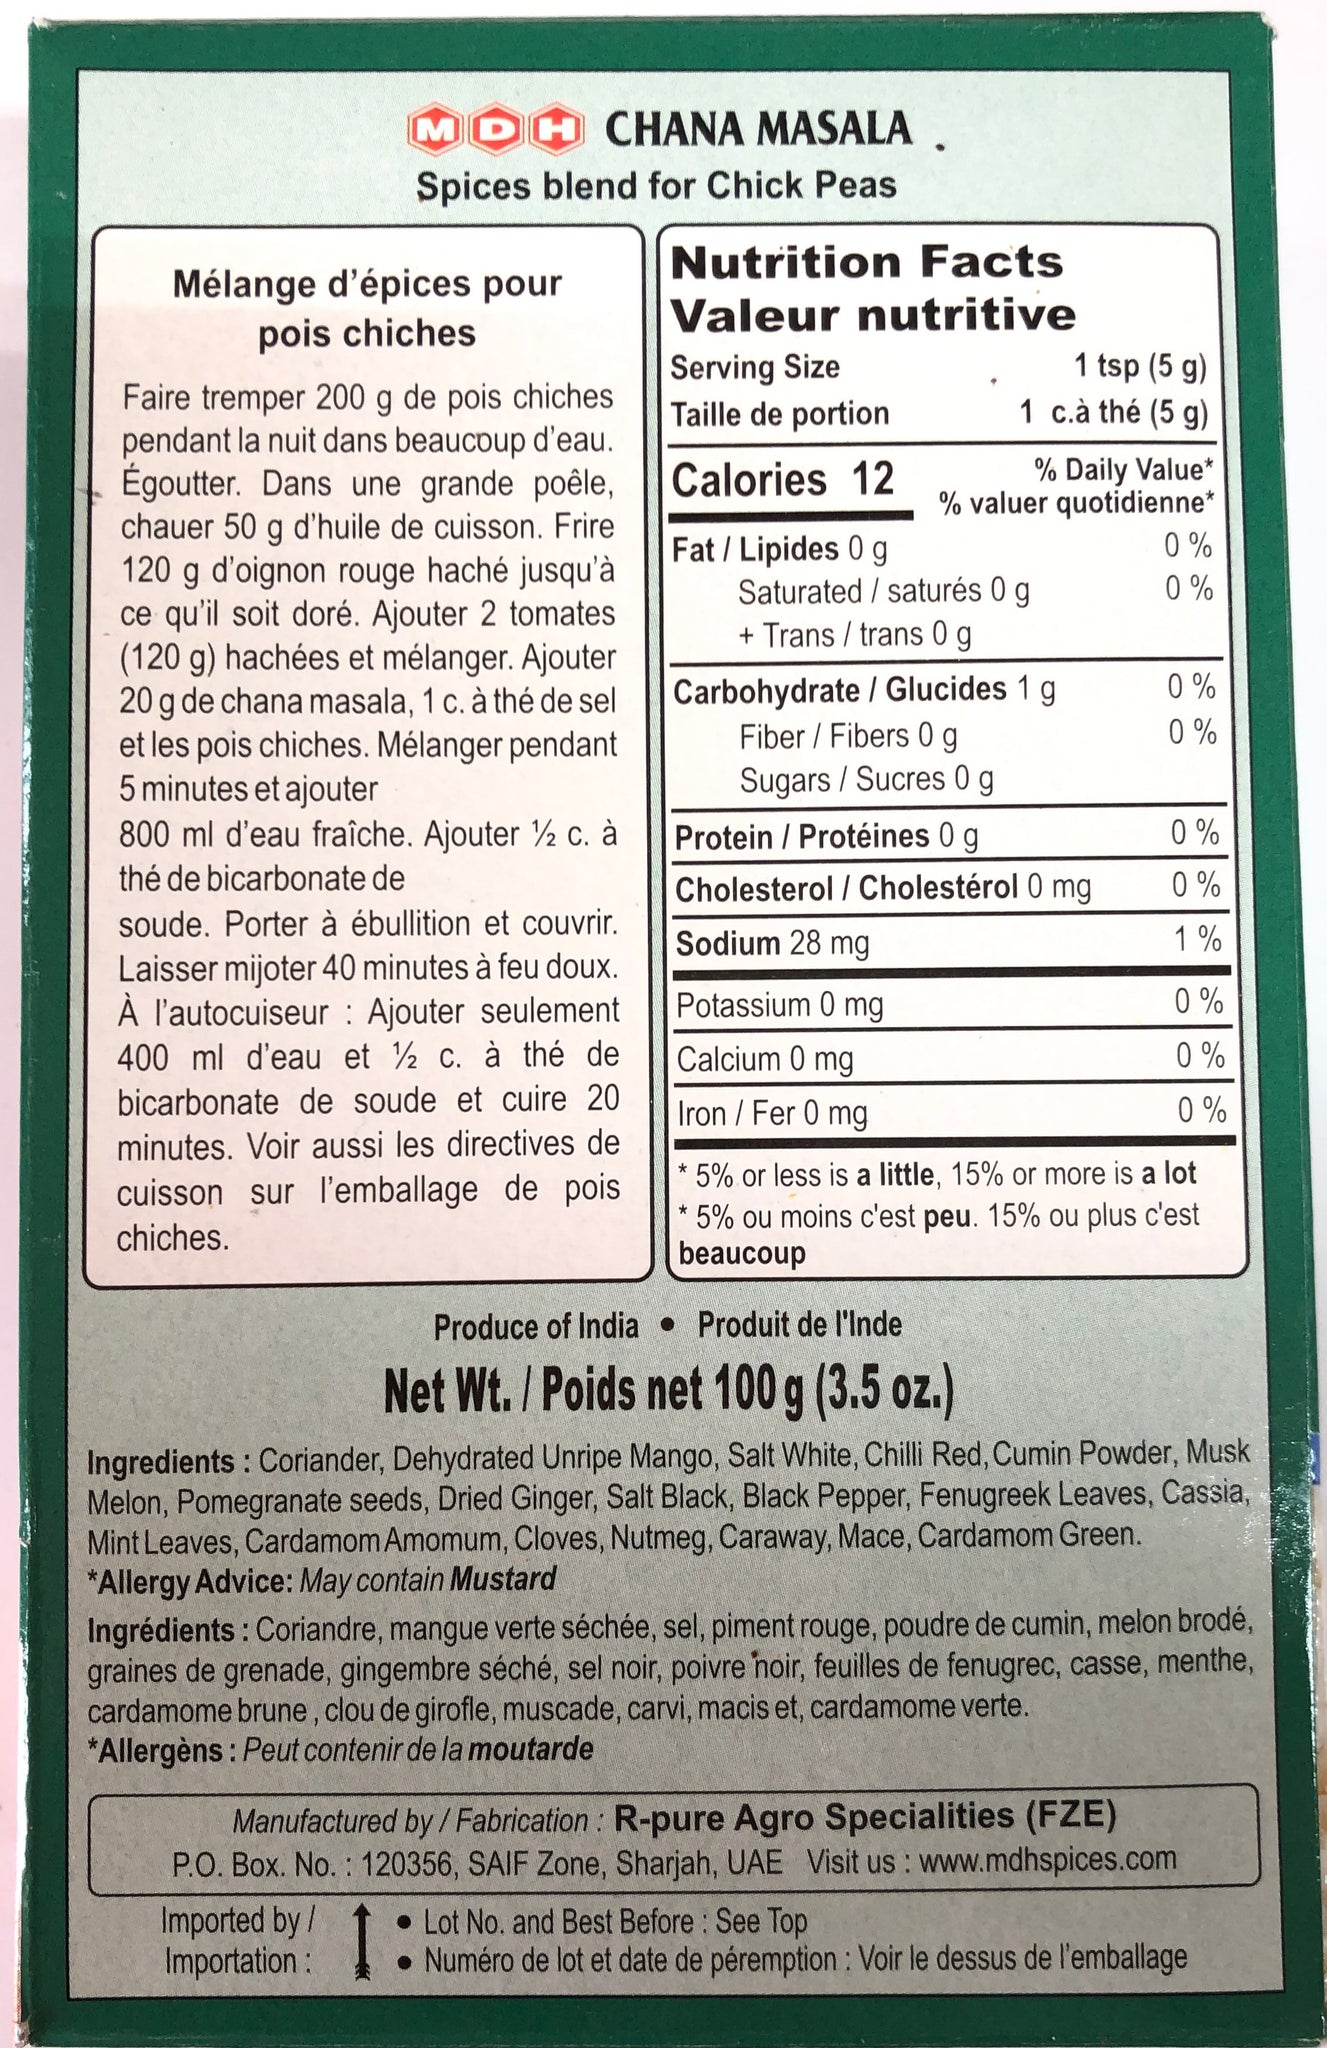 MDH CHANA MASALA
Spices blend for Chick Peas
Mélange d'épices pour
pois chiches
Faire tremper 200 g de pois chiches
pendant la nuit dans beaucoup d'eau.
Égoutter. Dans une grande poêle,
chauer 50 g d'huile de cuisson. Frire
120 g d'oignon rouge haché jusqu'à
ce qu'il soit doré. Ajouter 2 tomates
(120 g) hachées et mélanger. Ajouter
20 g de chana masala, 1 c. à thé de sel
et les pois chiches. Mélanger pendant
5 minutes et ajouter
800 ml d'eau fraîche. Ajouter ½ c. à
thé de bicarbonate de
soude. Porter à ébullition et couvrir.
Laisser mijoter 40 minutes à feu doux.
À l'autocuiseur : Ajouter seulement
400 ml d'eau et ½ c. à thé de
bicarbonate de soude et cuire 20
minutes. Voir aussi les directives de
cuisson sur l'emballage de pois
chiches.
Nutrition Facts
Valeur nutritive
Serving Size 1 tsp (5 g)
Taille de portion 1 c.à thé (5 g)
Calories 12
% Daily Value*
% valuer quotidienne*
Fat / Lipides 0 g 0 %
Saturated / saturés 0 g 0 %
+ Trans / trans 0 g
Carbohydrate / Glucides 1 g 0 %
Fiber / Fibers 0 g 0 %
Sugars / Sucres 0 g
Protein / Protéines 0 g 0 %
Cholesterol / Cholestérol 0 mg 0 %
Sodium 28 mg 1 %
Potassium 0 mg 0 %
Calcium 0 mg 0 %
Iron / Fer 0 mg 0 %
* 5% or less is a little, 15% or more is a lot
* 5% ou moins c'est peu. 15% ou plus c'est
beaucoup
Produce of India • Produit de l'Inde
Net Wt. / Poids net 100 g (3.5 oz.)
Ingredients : Coriander, Dehydrated Unripe Mango, Salt White, Chilli Red, Cumin Powder, Musk
Melon, Pomegranate seeds, Dried Ginger, Salt Black, Black Pepper, Fenugreek Leaves, Cassia,
Mint Leaves, Cardamom Amomum, Cloves, Nutmeg, Caraway, Mace, Cardamom Green.
*Allergy Advice: May contain Mustard
Ingrédients : Coriandre, mangue verte séchée, sel, piment rouge, poudre de cumin, melon brodé,
graines de grenade, gingembre séché, sel noir, poivre noir, feuilles de fenugrec, casse, menthe,
cardamome brune , clou de girofle, muscade, carvi, macis et, cardamome verte.
*Allergèns : Peut contenir de la moutarde
Manufactured by / Fabrication : R-pure Agro Specialities (FZE)
P.O. Box. No. : 120356, SAIF Zone, Sharjah, UAE Visit us : www.mdhspices.com
Imported by /
Importation :
• Lot No. and Best Before : See Top
• Numéro de lot et date de péremption : Voir le dessus de l'emballage